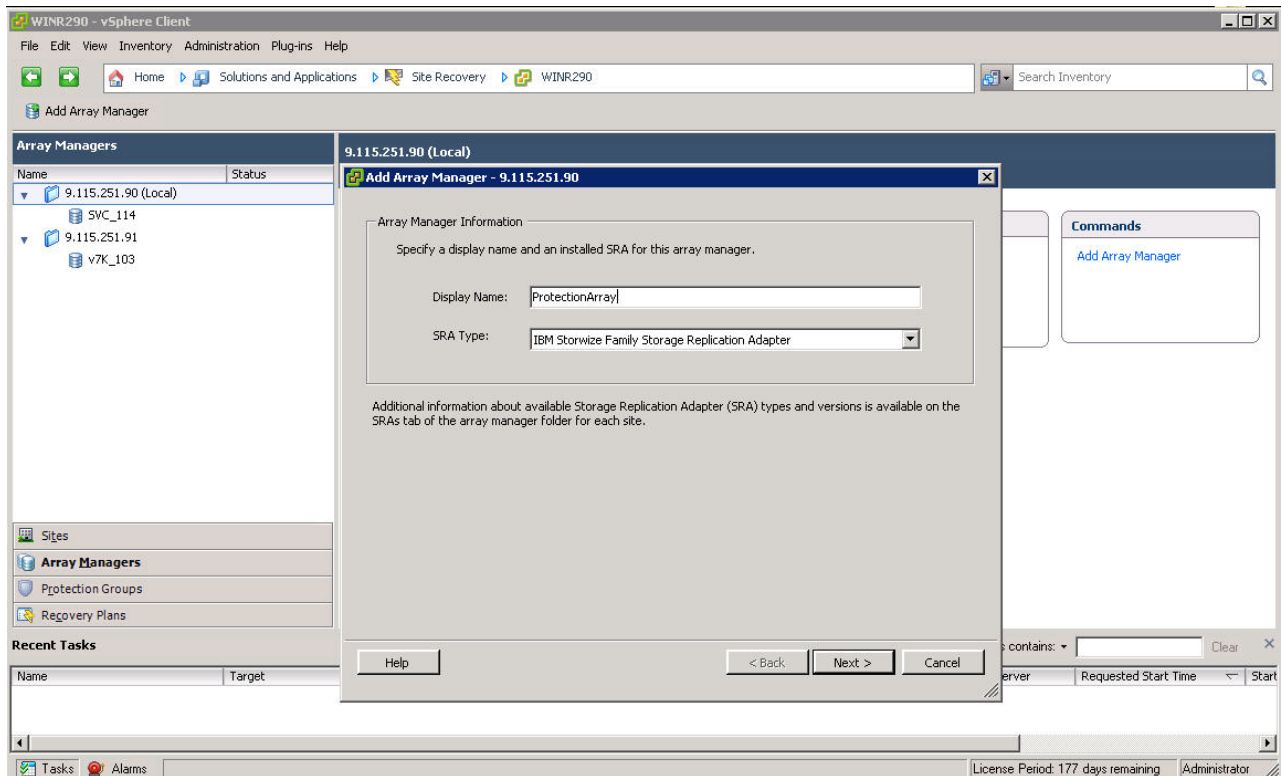 WINR290 - vSphere Client
File Edit View Inventory Administration Plug-ins Help
Home Solutions and Applications Site Recovery WINR290
Search Inventory
Add Array Manager
Array Managers
Name Status
9.115.251.90 (Local)
SVC_114
9.115.251.91
v7K_103
Sites
Array Managers
Protection Groups
Recovery Plans
9.115.251.90 (Local)
Add Array Manager - 9.115.251.90
Array Manager Information
Specify a display name and an installed SRA for this array manager.
Display Name: ProtectionArray
SRA Type: IBM Storwize Family Storage Replication Adapter
Additional information about available Storage Replication Adapter (SRA) types and versions is available on the
SRAs tab of the array manager folder for each site.
Help < Back Next > Cancel
Commands
Add Array Manager
Recent Tasks
contains: Clear
Name Target erver Requested Start Time Start
Tasks Alarms
License Period: 177 days remaining Administrator